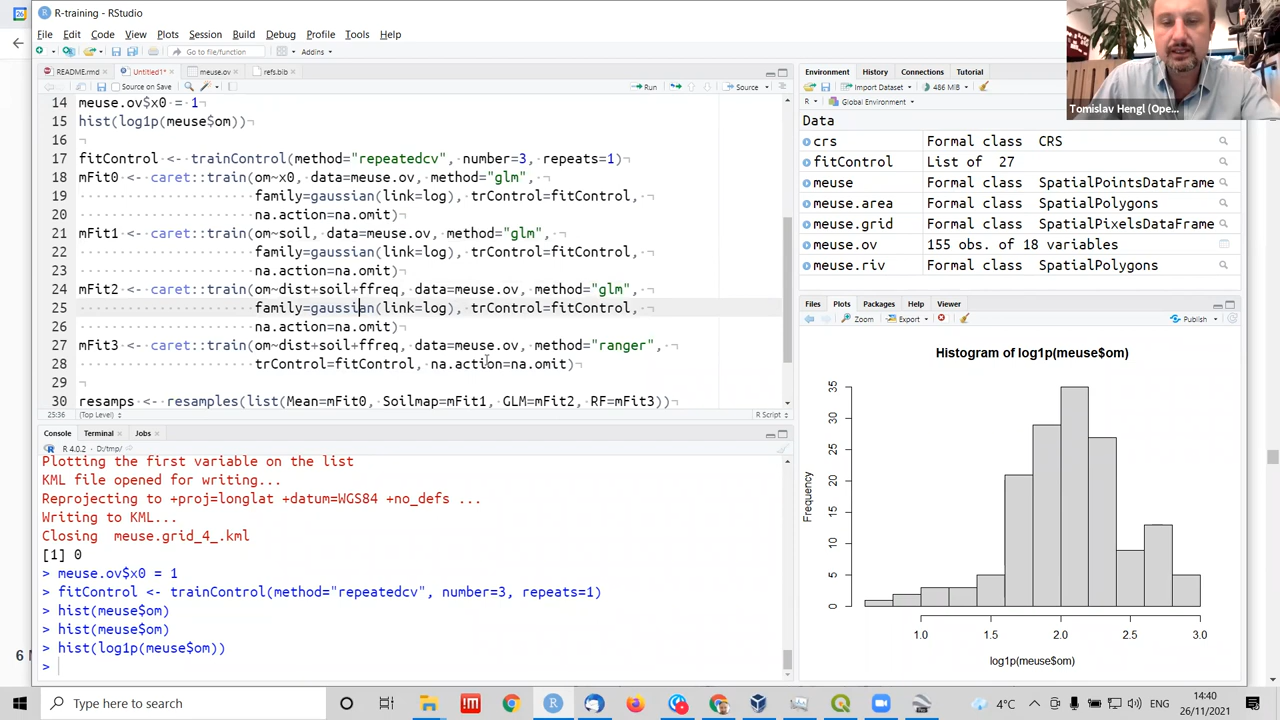 R-training - RStudio
File Edit Code View Plots Session Build Debug Profile Tools Help
Go to file/function Addins
README.rmd Untitled1* meuse.ov refs.bib
Source on Save Run Source
14 meuse.ov$x0 = 1
15 hist(log1p(meuse$om))
16
17 fitControl <- trainControl(method="repeatedcv", number=3, repeats=1)
18 mFit0 <- caret::train(om~x0, data=meuse.ov, method="glm",
19 family=gaussian(link=log), trControl=fitControl,
20 na.action=na.omit)
21 mFit1 <- caret::train(om~soil, data=meuse.ov, method="glm",
22 family=gaussian(link=log), trControl=fitControl,
23 na.action=na.omit)
24 mFit2 <- caret::train(om~dist+soil+ffreq, data=meuse.ov, method="glm",
25 family=gaussian(link=log), trControl=fitControl,
26 na.action=na.omit)
27 mFit3 <- caret::train(om~dist+soil+ffreq, data=meuse.ov, method="ranger",
28 trControl=fitControl, na.action=na.omit)
29
30 resamps <- resamples(list(Mean=mFit0, Soilmap=mFit1, GLM=mFit2, RF=mFit3))
25:36 (Top Level) R Script
Console Terminal Jobs
R 4.0.2 · D:/tmp/
Plotting the first variable on the list
KML file opened for writing...
Reprojecting to +proj=longlat +datum=WGS84 +no_defs ...
Writing to KML...
Closing meuse.grid_4_.kml
[1] 0
> meuse.ov$x0 = 1
> fitControl <- trainControl(method="repeatedcv", number=3, repeats=1)
> hist(meuse$om)
> hist(meuse$om)
> hist(log1p(meuse$om))
>
Tomislav Hengl (Ope...
Environment History Connections Tutorial
Import Dataset 486 MiB
R Global Environment
Data
crs Formal class CRS
fitControl List of 27
meuse Formal class SpatialPointsDataFrame
meuse.area Formal class SpatialPolygons
meuse.grid Formal class SpatialPixelsDataFrame
meuse.ov 155 obs. of 18 variables
meuse.riv Formal class SpatialPolygons
Files Plots Packages Help Viewer
Zoom Export Publish
Histogram of log1p(meuse$om)
Frequency
35
30
25
20
15
10
5
0
1.0 1.5 2.0 2.5 3.0
log1p(meuse$om)
Type here to search
4°C ENG
14:40
26/11/2021